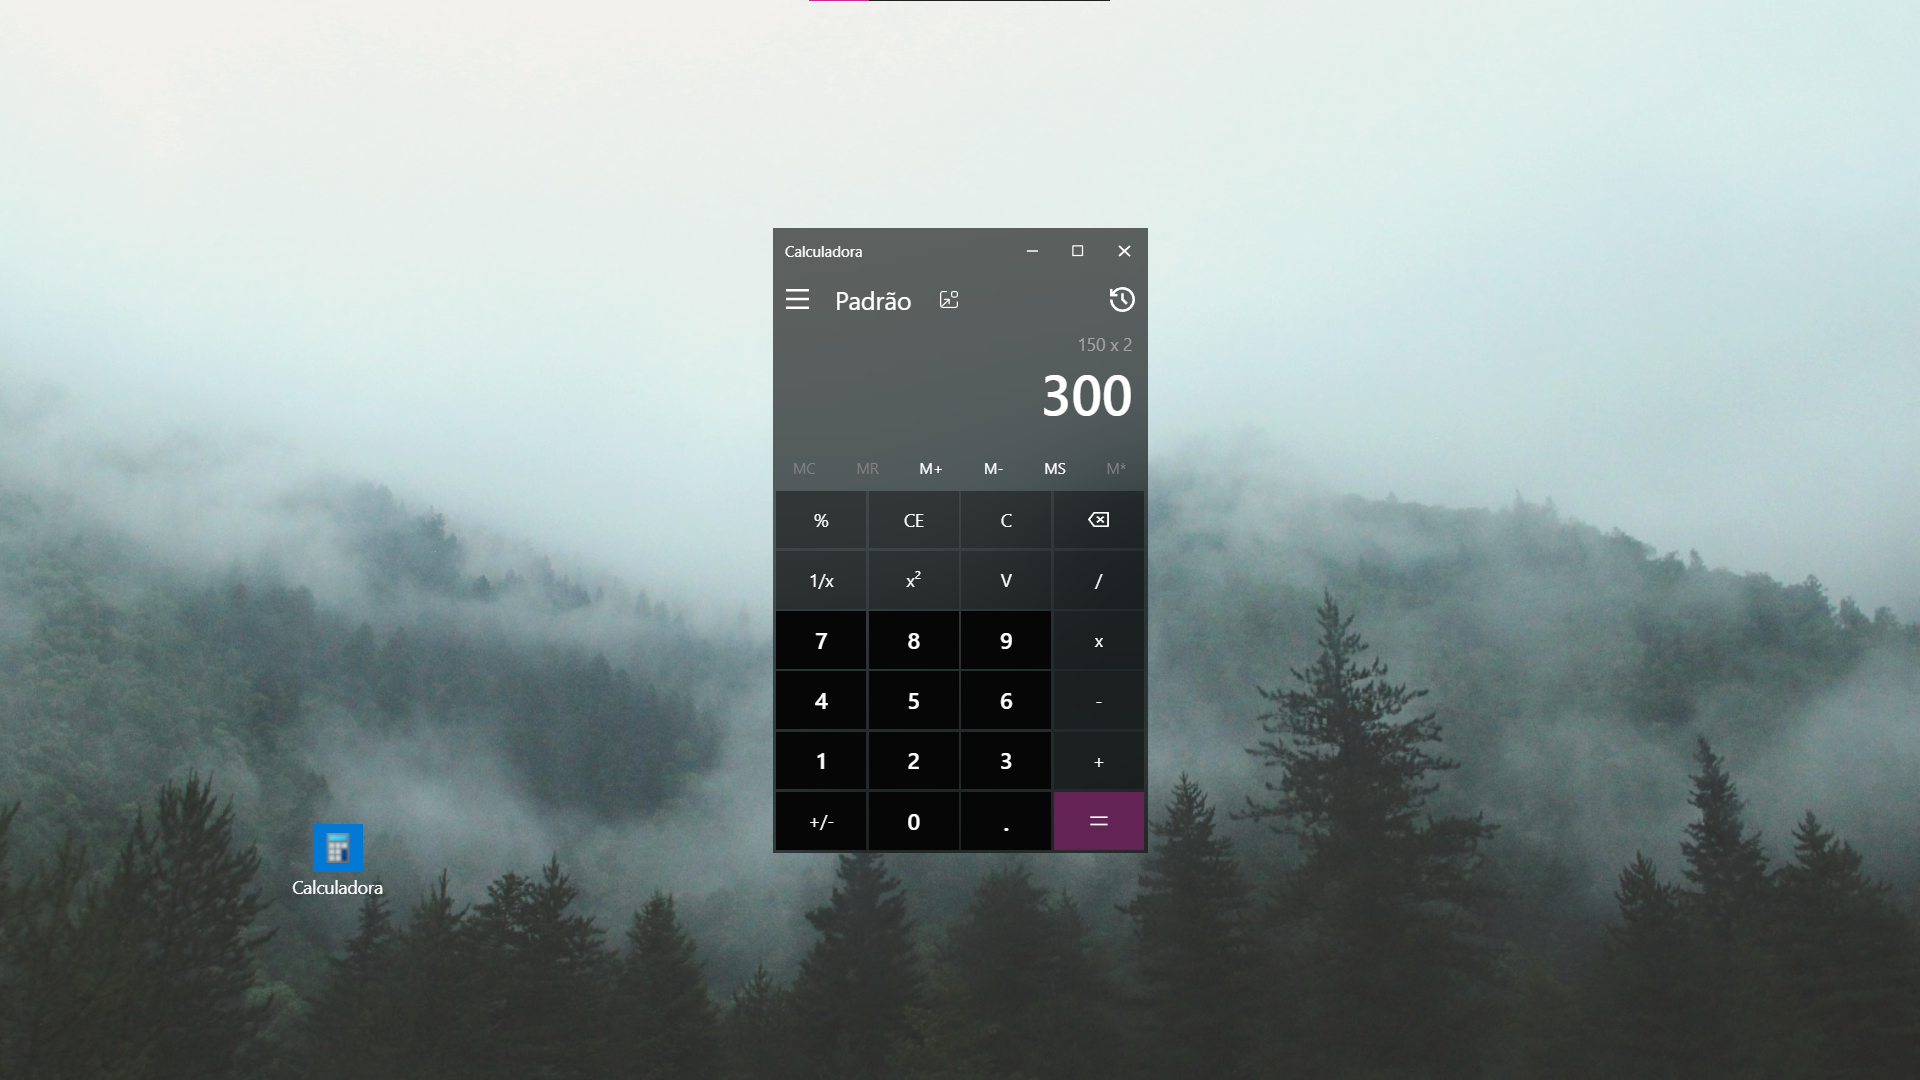 Calculadora
Padrão
150 x 2
300
MC MR M+ M- MS M*
% CE C
1/x x² V /
7 8 9 x
4 5 6 -
1 2 3 +
+/- 0 . =
Calculadora